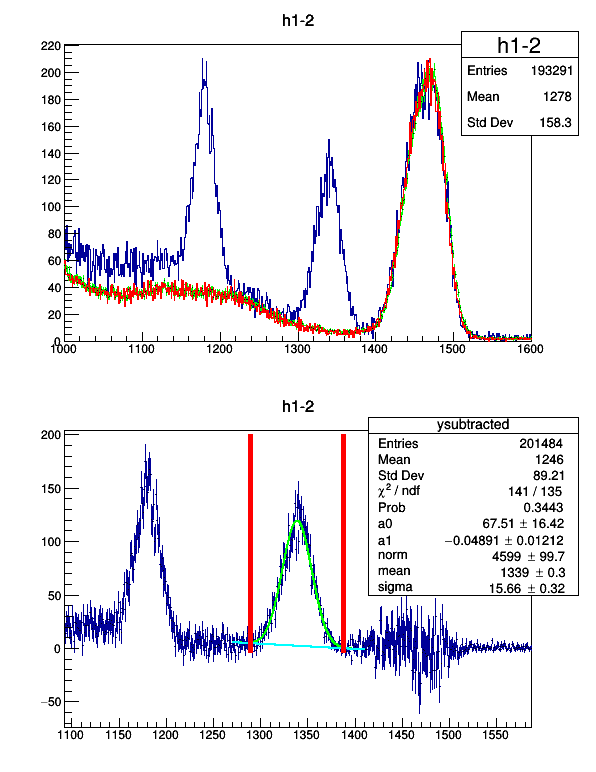 h1-2
h1-2
Entries 193291
Mean 1278
Std Dev 158.3
220
200
180
160
140
120
100
80
60
40
20
0
1000 1100 1200 1300 1400 1500 1600
h1-2
ysubtracted
Entries 201484
Mean 1246
Std Dev 89.21
χ² / ndf 141 / 135
Prob 0.3443
a0 67.51 ± 16.42
a1 −0.04891 ± 0.01212
norm 4599 ± 99.7
mean 1339 ± 0.3
sigma 15.66 ± 0.32
200
150
100
50
0
−50
1100 1150 1200 1250 1300 1350 1400 1450 1500 1550